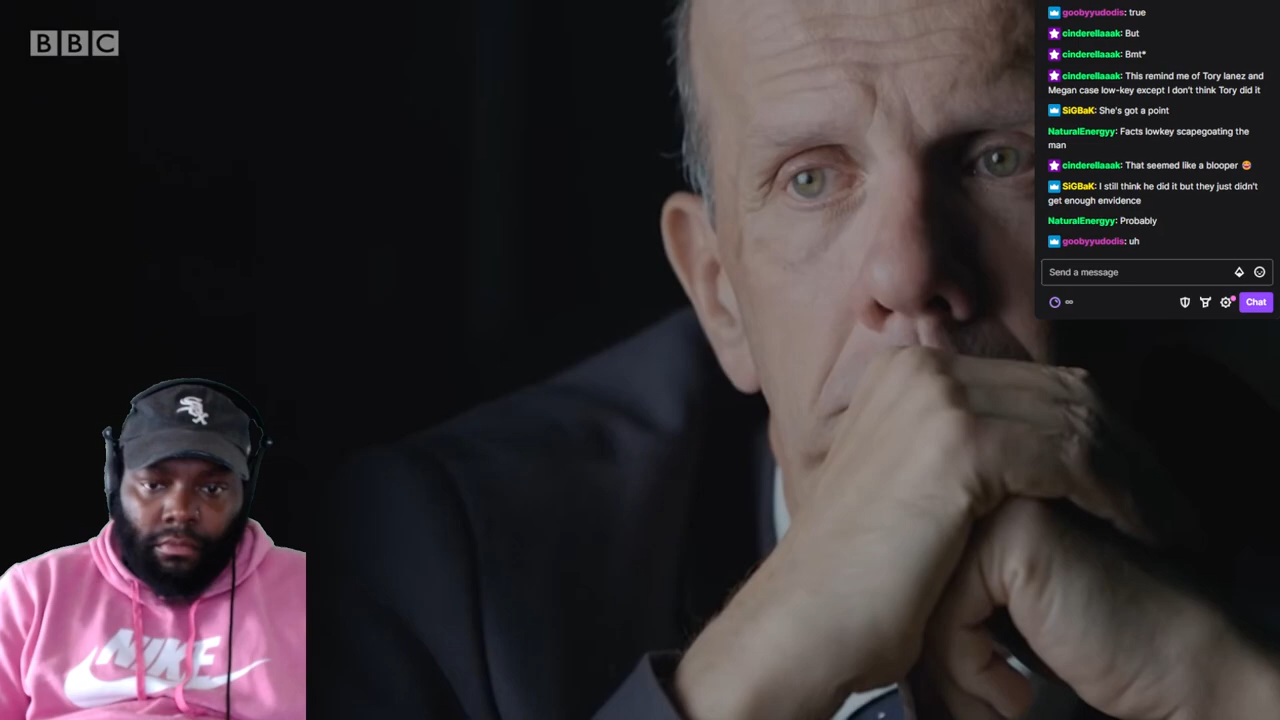 BBC
goobyyudodis: true
cinderellaaak: But
cinderellaaak: Bmt*
cinderellaaak: This remind me of Tory lanez and
Megan case low-key except I don't think Tory did it
SiGBaK: She's got a point
NaturalEnergyy: Facts lowkey scapegoating the
man
cinderellaaak: That seemed like a blooper
SiGBaK: I still think he did it but they just didn't
get enough envidence
NaturalEnergyy: Probably
goobyyudodis: uh
Send a message
Chat
Sox
NIKE